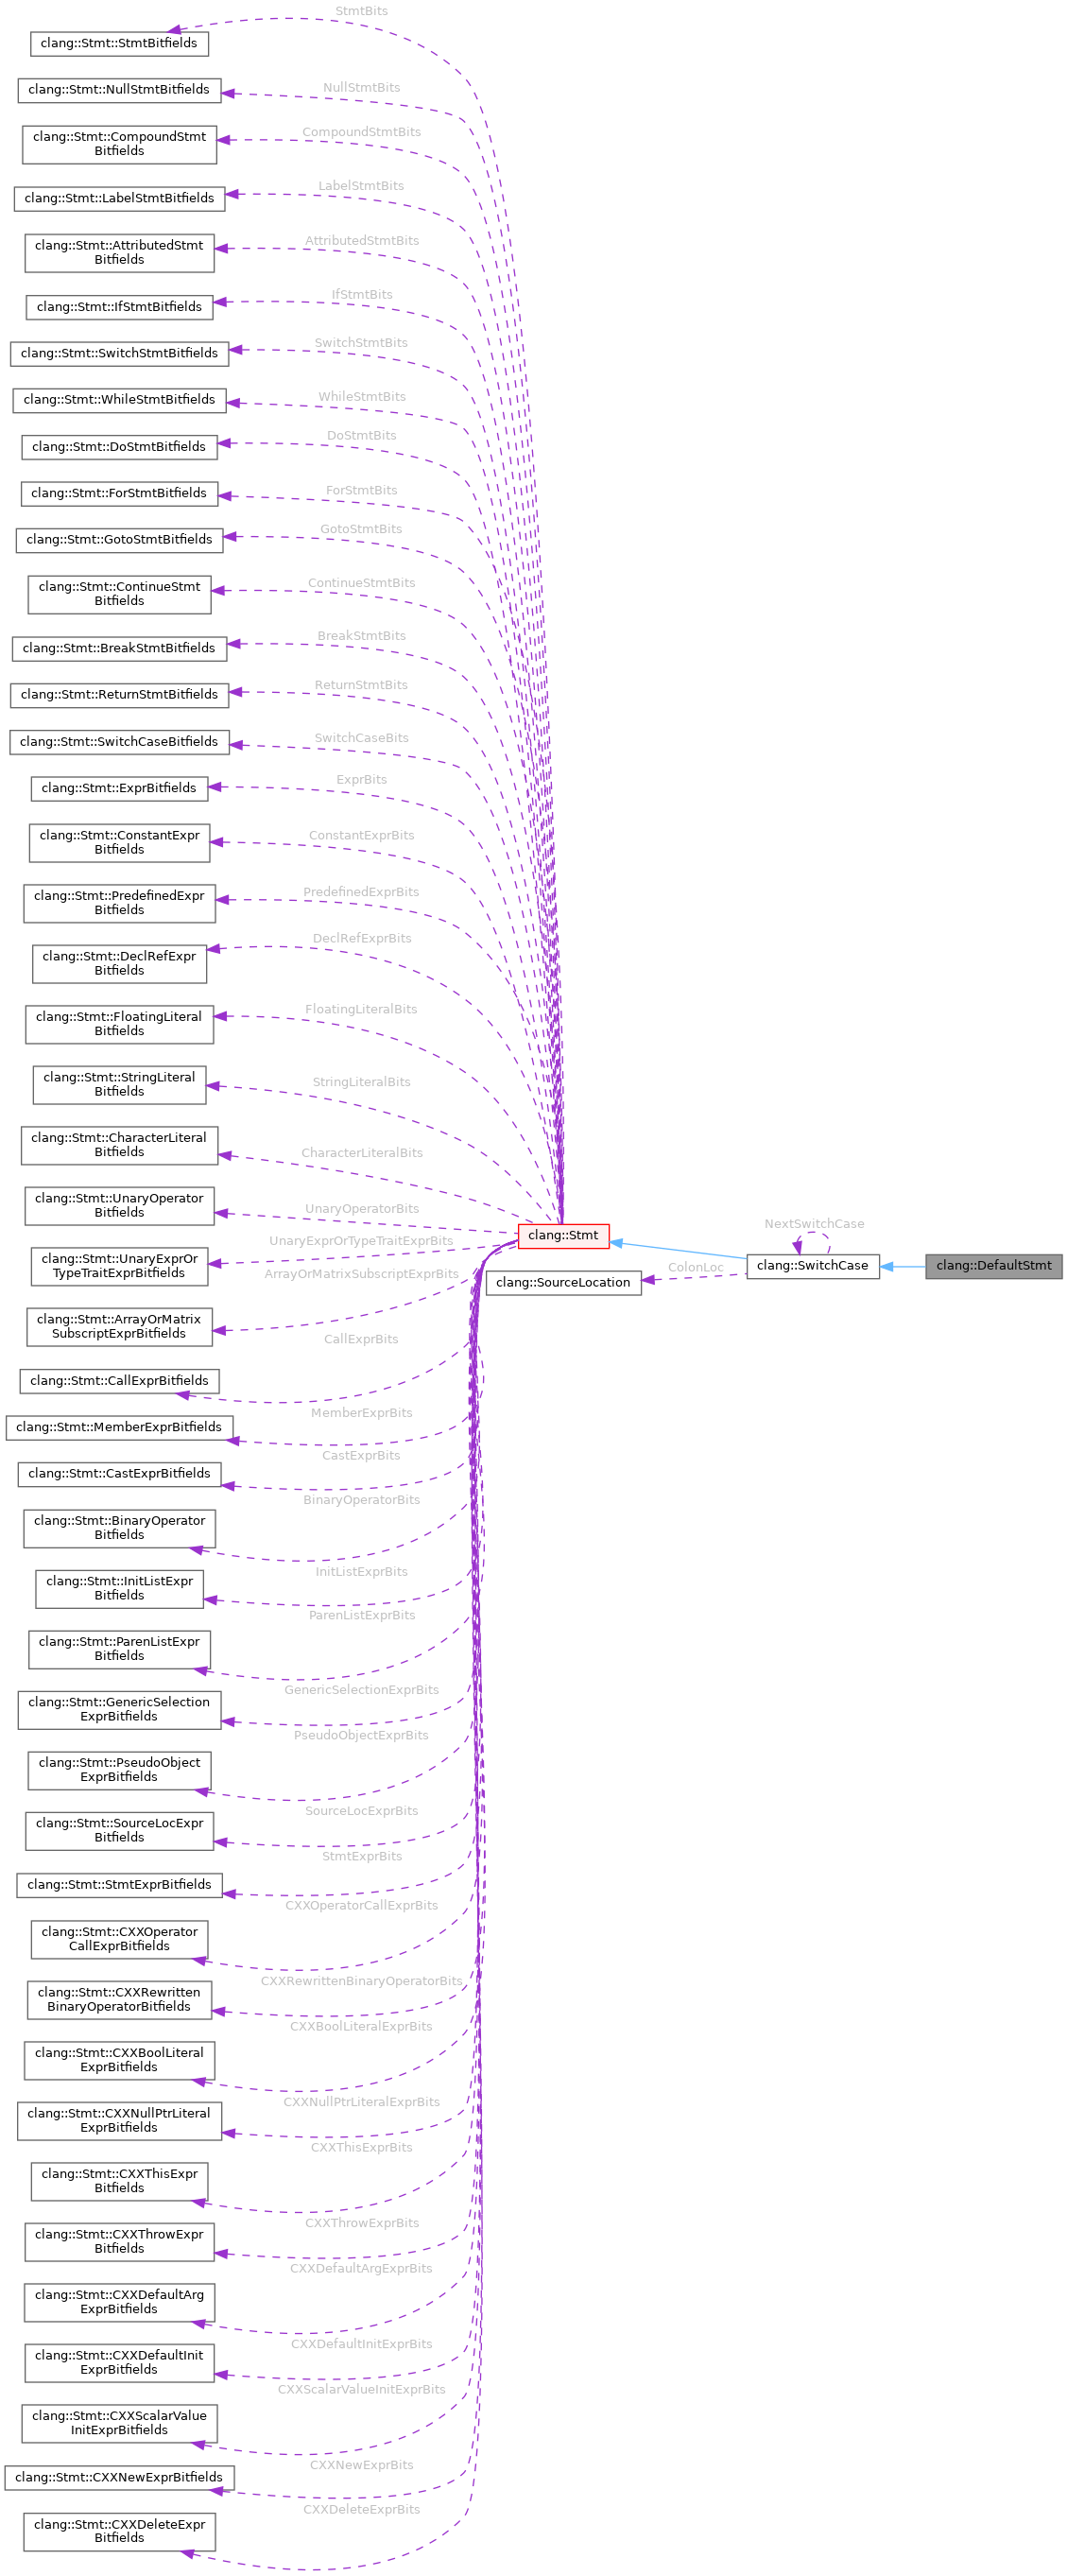 StmtBits
clang::Stmt::StmtBitfields
NullStmtBits
clang::Stmt::NullStmtBitfields
CompoundStmtBits
clang::Stmt::CompoundStmt
Bitfields
LabelStmtBits
clang::Stmt::LabelStmtBitfields
AttributedStmtBits
clang::Stmt::AttributedStmt
Bitfields
IfStmtBits
clang::Stmt::IfStmtBitfields
SwitchStmtBits
clang::Stmt::SwitchStmtBitfields
WhileStmtBits
clang::Stmt::WhileStmtBitfields
DoStmtBits
clang::Stmt::DoStmtBitfields
ForStmtBits
clang::Stmt::ForStmtBitfields
GotoStmtBits
clang::Stmt::GotoStmtBitfields
ContinueStmtBits
clang::Stmt::ContinueStmt
Bitfields
BreakStmtBits
clang::Stmt::BreakStmtBitfields
ReturnStmtBits
clang::Stmt::ReturnStmtBitfields
SwitchCaseBits
clang::Stmt::SwitchCaseBitfields
ExprBits
clang::Stmt::ExprBitfields
ConstantExprBits
clang::Stmt::ConstantExpr
Bitfields
PredefinedExprBits
clang::Stmt::PredefinedExpr
Bitfields
DeclRefExprBits
clang::Stmt::DeclRefExpr
Bitfields
FloatingLiteralBits
clang::Stmt::FloatingLiteral
Bitfields
StringLiteralBits
clang::Stmt::StringLiteral
Bitfields
CharacterLiteralBits
clang::Stmt::CharacterLiteral
Bitfields
UnaryOperatorBits
clang::Stmt::UnaryOperator
Bitfields
UnaryExprOrTypeTraitExprBits
clang::Stmt::UnaryExprOr
TypeTraitExprBitfields
ArrayOrMatrixSubscriptExprBits
clang::Stmt::ArrayOrMatrix
SubscriptExprBitfields
clang::Stmt
clang::SourceLocation
ColonLoc
NextSwitchCase
clang::SwitchCase
clang::DefaultStmt
CallExprBits
clang::Stmt::CallExprBitfields
MemberExprBits
clang::Stmt::MemberExprBitfields
CastExprBits
clang::Stmt::CastExprBitfields
BinaryOperatorBits
clang::Stmt::BinaryOperator
Bitfields
InitListExprBits
clang::Stmt::InitListExpr
Bitfields
ParenListExprBits
clang::Stmt::ParenListExpr
Bitfields
GenericSelectionExprBits
clang::Stmt::GenericSelection
ExprBitfields
PseudoObjectExprBits
clang::Stmt::PseudoObject
ExprBitfields
SourceLocExprBits
clang::Stmt::SourceLocExpr
Bitfields
StmtExprBits
clang::Stmt::StmtExprBitfields
CXXOperatorCallExprBits
clang::Stmt::CXXOperator
CallExprBitfields
CXXRewrittenBinaryOperatorBits
clang::Stmt::CXXRewritten
BinaryOperatorBitfields
CXXBoolLiteralExprBits
clang::Stmt::CXXBoolLiteral
ExprBitfields
CXXNullPtrLiteralExprBits
clang::Stmt::CXXNullPtrLiteral
ExprBitfields
CXXThisExprBits
clang::Stmt::CXXThisExpr
Bitfields
CXXThrowExprBits
clang::Stmt::CXXThrowExpr
Bitfields
CXXDefaultArgExprBits
clang::Stmt::CXXDefaultArg
ExprBitfields
CXXDefaultInitExprBits
clang::Stmt::CXXDefaultInit
ExprBitfields
CXXScalarValueInitExprBits
clang::Stmt::CXXScalarValue
InitExprBitfields
CXXNewExprBits
clang::Stmt::CXXNewExprBitfields
CXXDeleteExprBits
clang::Stmt::CXXDeleteExpr
Bitfields